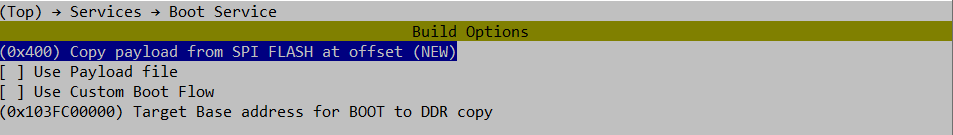 (Top) → Services → Boot Service
Build Options
(0x400) Copy payload from SPI FLASH at offset (NEW)
[ ] Use Payload file
[ ] Use Custom Boot Flow
(0x103FC00000) Target Base address for BOOT to DDR copy